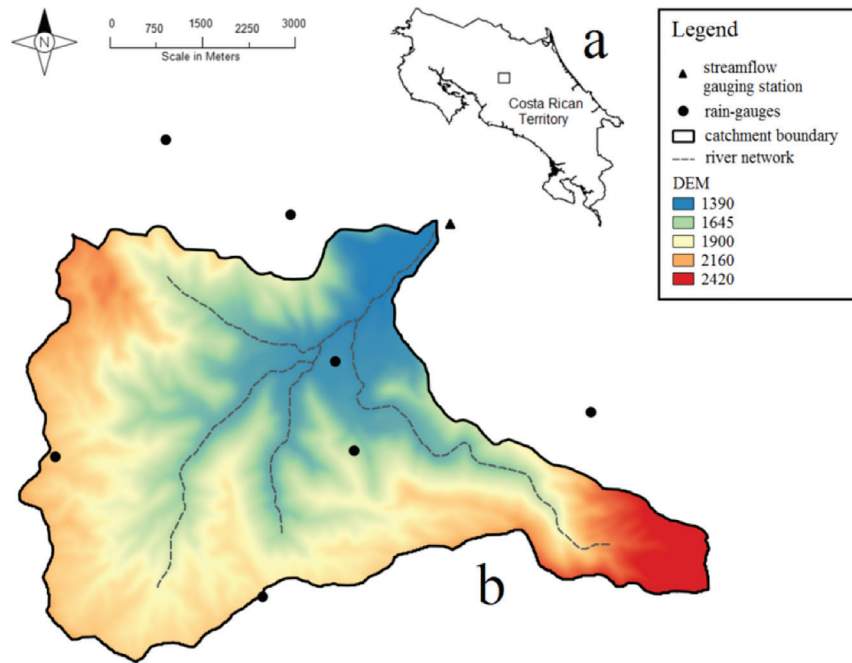 N
0 750 1500 2250 3000
Scale in Meters
a
Costa Rican
Territory
Legend
streamflow
gauging station
rain-gauges
catchment boundary
river network
DEM
1390
1645
1900
2160
2420
b